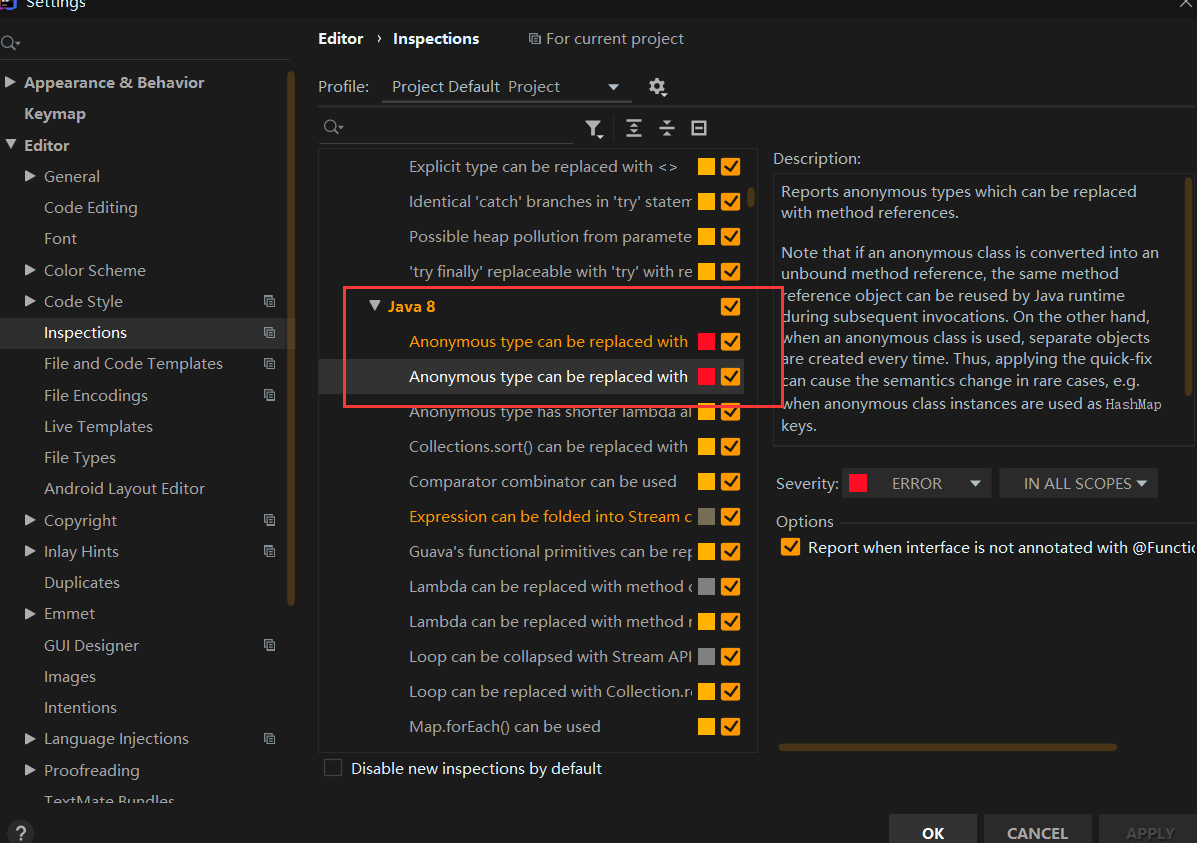 Settings
Editor › Inspections
For current project
Appearance & Behavior
Keymap
Editor
General
Code Editing
Font
Color Scheme
Code Style
Inspections
File and Code Templates
File Encodings
Live Templates
File Types
Android Layout Editor
Copyright
Inlay Hints
Duplicates
Emmet
GUI Designer
Images
Intentions
Language Injections
Proofreading
TextMate Bundles
Profile: Project Default Project
Explicit type can be replaced with <>
Identical 'catch' branches in 'try' statem
Possible heap pollution from paramete
'try finally' replaceable with 'try' with re
Java 8
Anonymous type can be replaced with
Anonymous type can be replaced with
Anonymous type has shorter lambda al
Collections.sort() can be replaced with
Comparator combinator can be used
Expression can be folded into Stream c
Guava's functional primitives can be rep
Lambda can be replaced with method c
Lambda can be replaced with method r
Loop can be collapsed with Stream API
Loop can be replaced with Collection.re
Map.forEach() can be used
Disable new inspections by default
Description:
Reports anonymous types which can be replaced
with method references.
Note that if an anonymous class is converted into an
unbound method reference, the same method
reference object can be reused by Java runtime
during subsequent invocations. On the other hand,
when an anonymous class is used, separate objects
are created every time. Thus, applying the quick-fix
can cause the semantics change in rare cases, e.g.
when anonymous class instances are used as HashMap
keys.
Severity: ERROR IN ALL SCOPES
Options
Report when interface is not annotated with @Functic
?
OK CANCEL APPLY